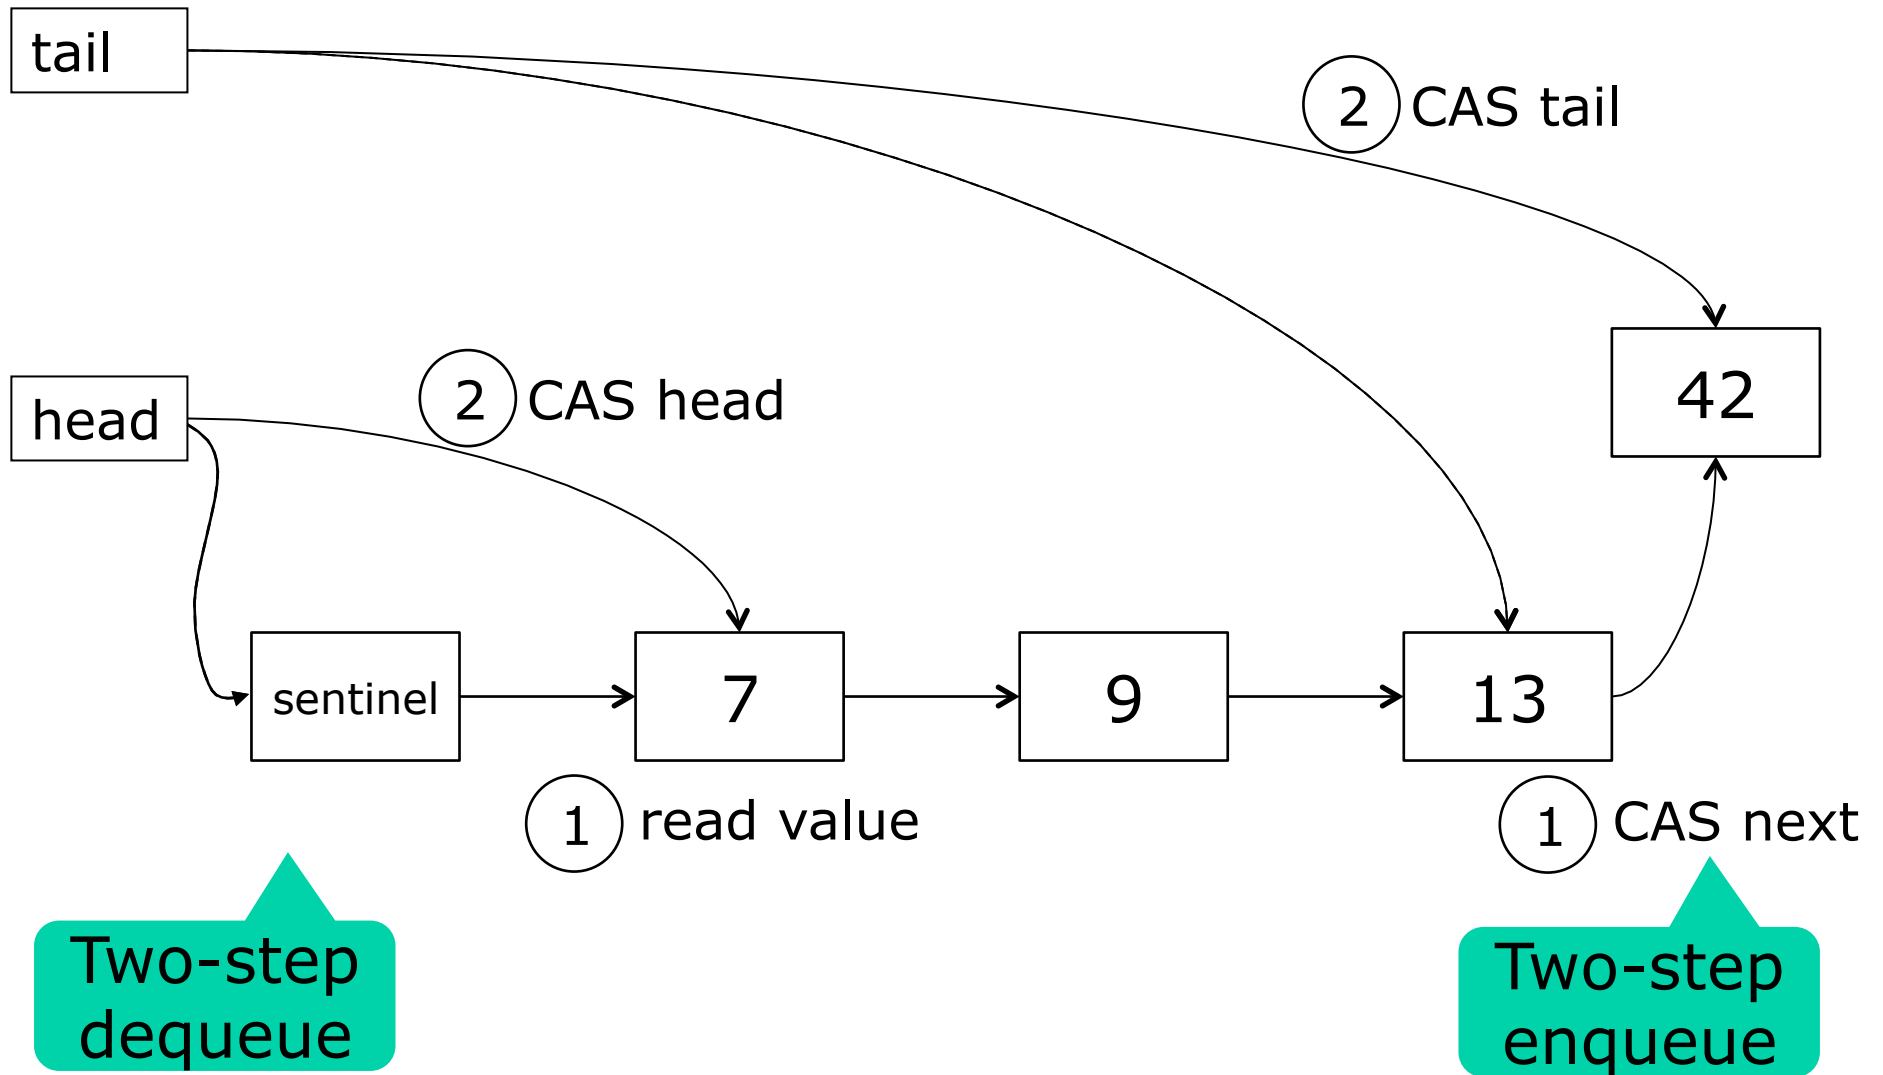 tail
2 CAS tail
42
head
2 CAS head
sentinel
7
9
13
1 read value
1 CAS next
Two-step
dequeue
Two-step
enqueue